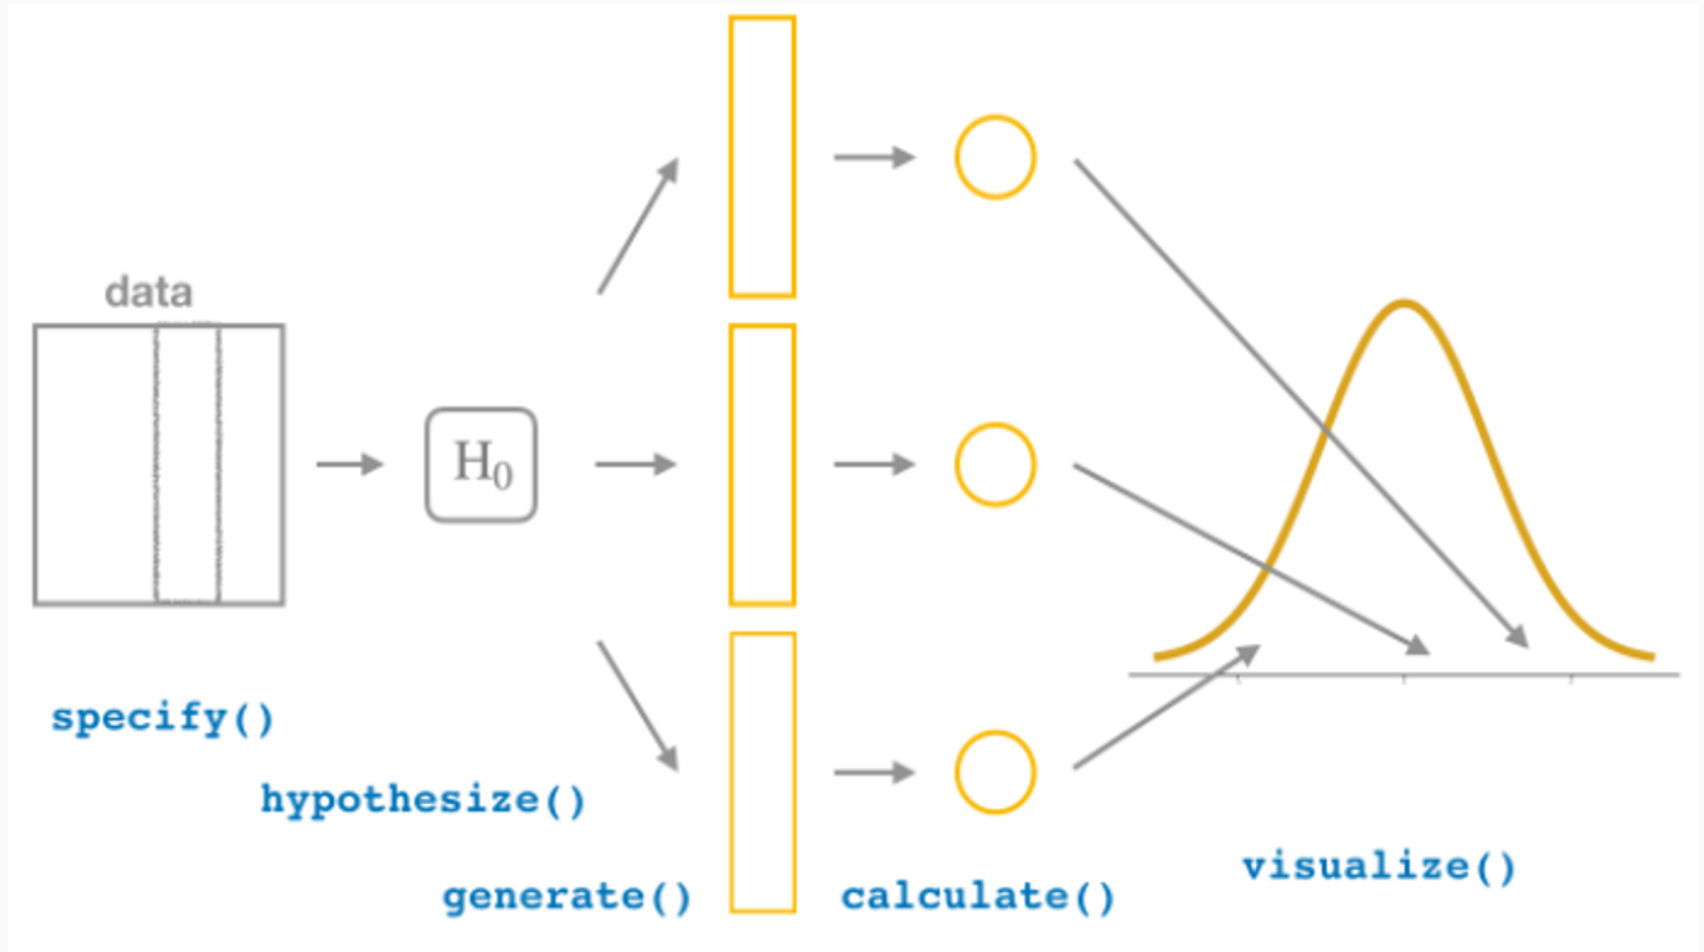 data
H0
specify()
hypothesize()
generate()
calculate()
visualize()